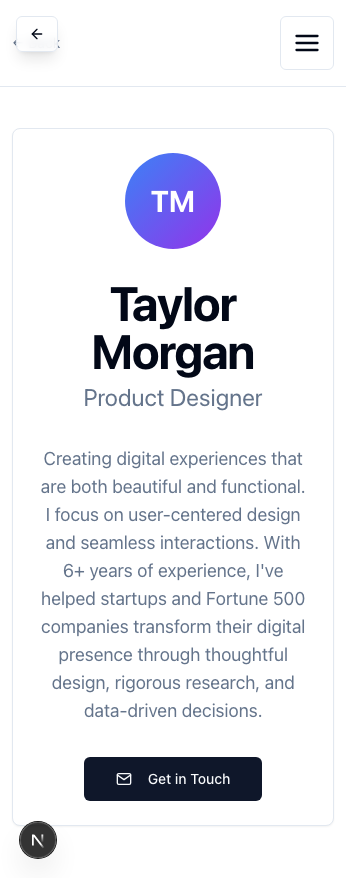 TM
Taylor
Morgan
Product Designer
Creating digital experiences that
are both beautiful and functional.
I focus on user-centered design
and seamless interactions. With
6+ years of experience, I've
helped startups and Fortune 500
companies transform their digital
presence through thoughtful
design, rigorous research, and
data-driven decisions.
Get in Touch
N